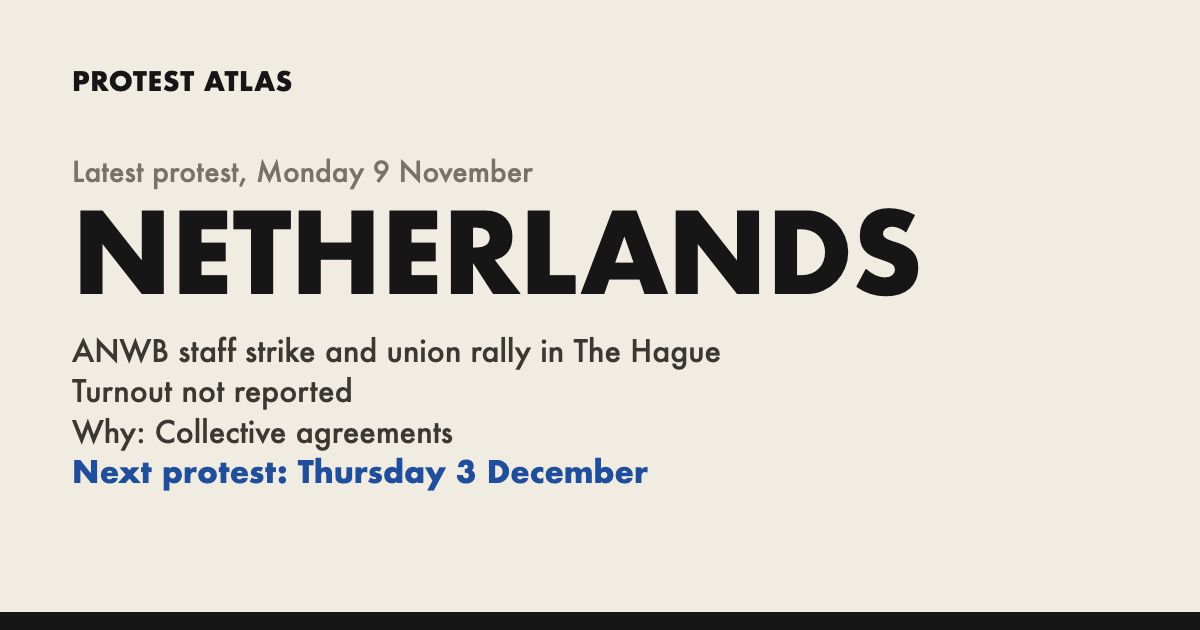 PROTEST ATLAS
Latest protest, Monday 9 November
NETHERLANDS
ANWB staff strike and union rally in The Hague
Turnout not reported
Why: Collective agreements
Next protest: Thursday 3 December